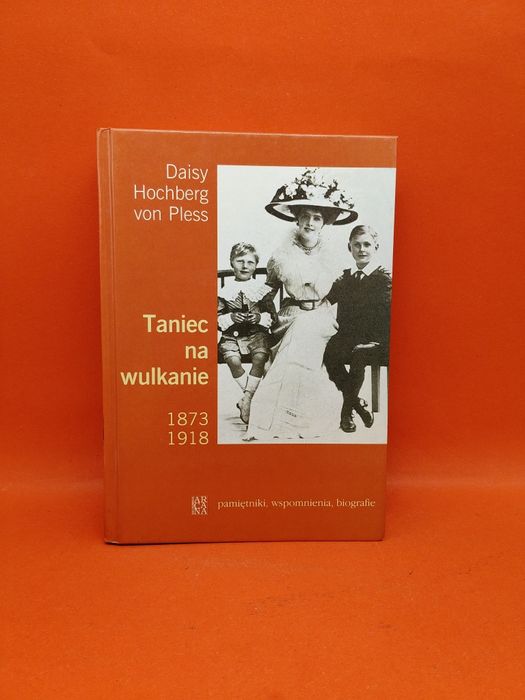 Daisy
Hochberg
von Pless
Taniec
na
wulkanie
1873
1918
AR
CA
NA
pamiętniki, wspomnienia, biografie